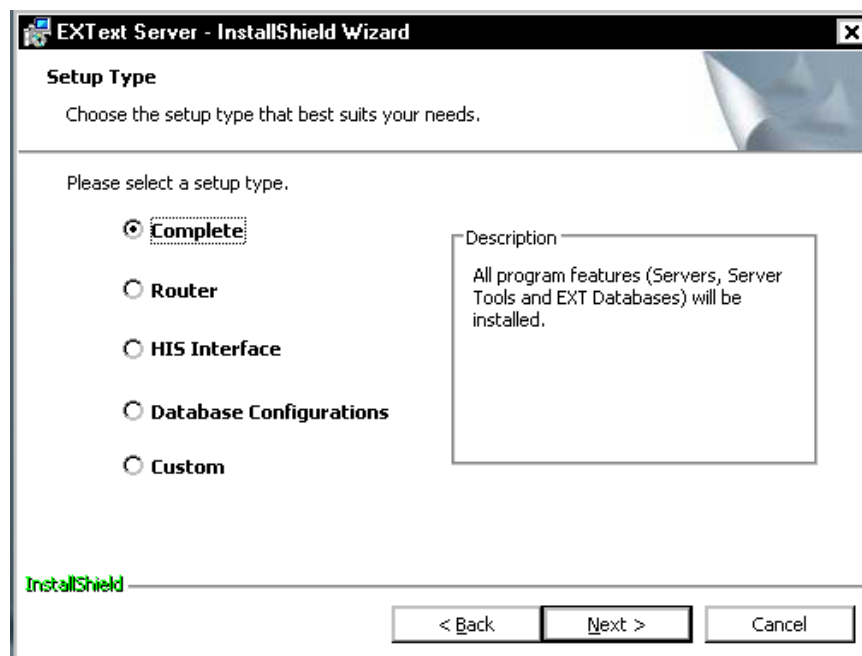 EXText Server - InstallShield Wizard
Setup Type
Choose the setup type that best suits your needs.
Please select a setup type.
Complete
Router
HIS Interface
Database Configurations
Custom
Description
All program features (Servers, Server
Tools and EXT Databases) will be
installed.
InstallShield
< Back
Next >
Cancel